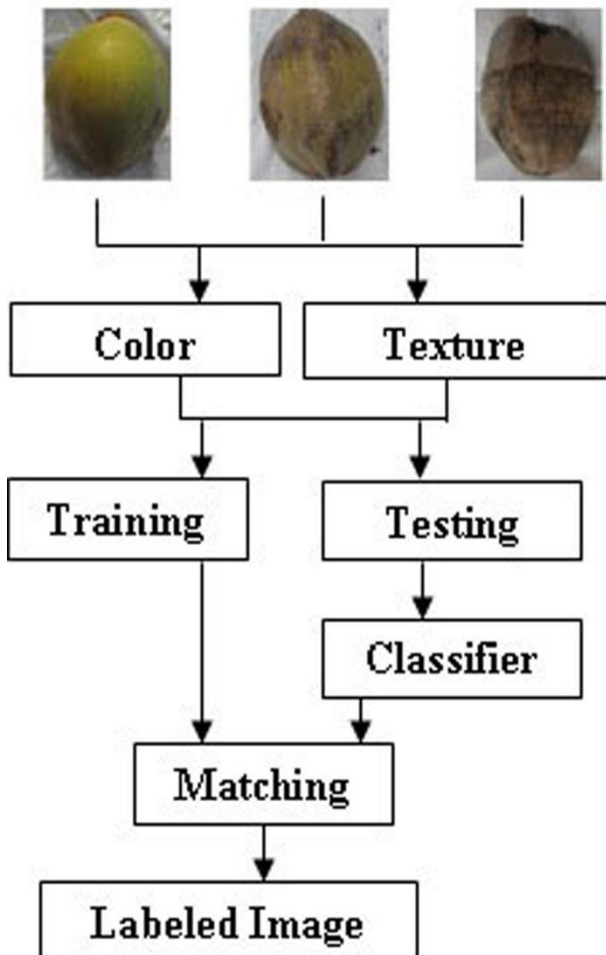 Color
Texture
Training
Testing
Classifier
Matching
Labeled Image